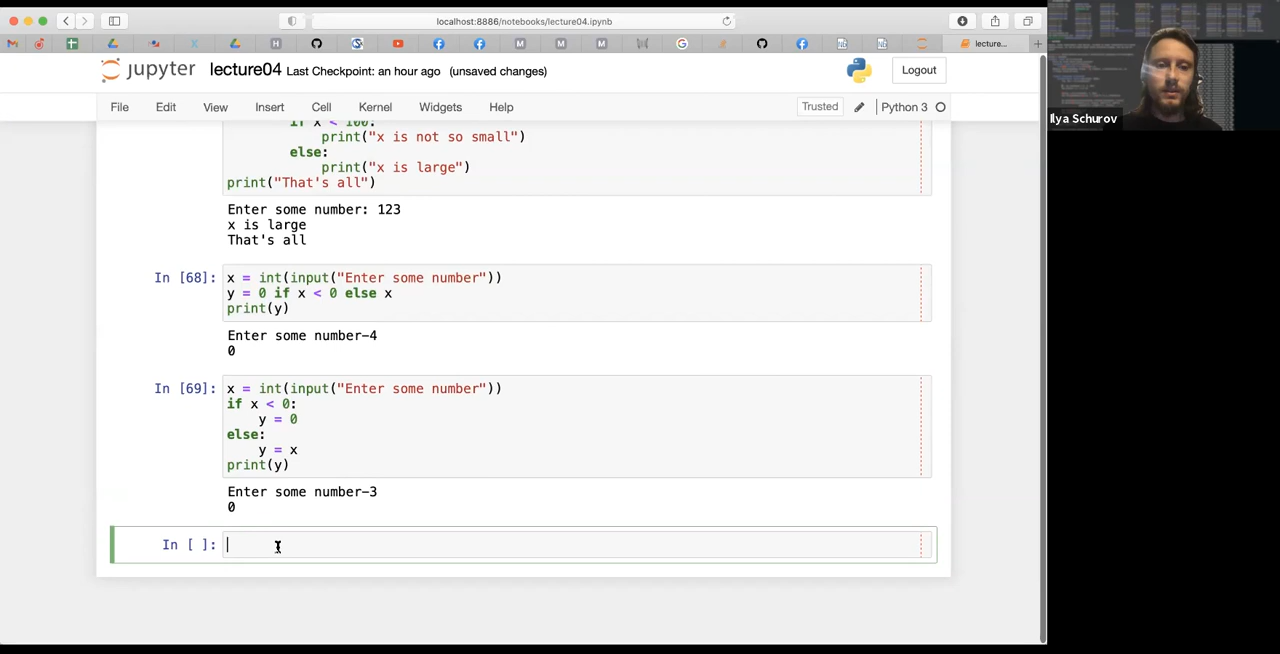 localhost:8886/notebooks/lecture04.ipynb
lecture...
jupyter lecture04 Last Checkpoint: an hour ago (unsaved changes)
Logout
File Edit View Insert Cell Kernel Widgets Help
Trusted Python 3
if x < 100:
print("x is not so small")
else:
print("x is large")
print("That's all")
Enter some number: 123
x is large
That's all
In [68]: x = int(input("Enter some number"))
y = 0 if x < 0 else x
print(y)
Enter some number-4
0
In [69]: x = int(input("Enter some number"))
if x < 0:
y = 0
else:
y = x
print(y)
Enter some number-3
0
In [ ]:
Ilya Schurov